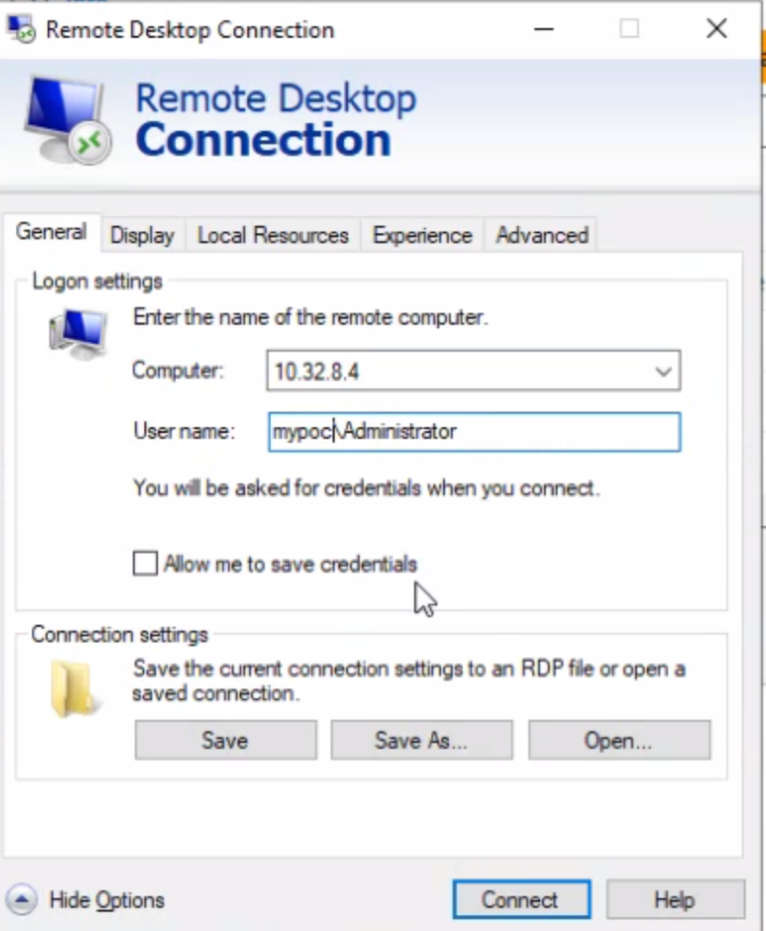 Remote Desktop Connection
Remote Desktop
Connection
General Display Local Resources Experience Advanced
Logon settings
Enter the name of the remote computer.
Computer: 10.32.8.4
User name: mypoc\Administrator
You will be asked for credentials when you connect.
Allow me to save credentials
Connection settings
Save the current connection settings to an RDP file or open a
saved connection.
Save Save As... Open...
Hide Options Connect Help